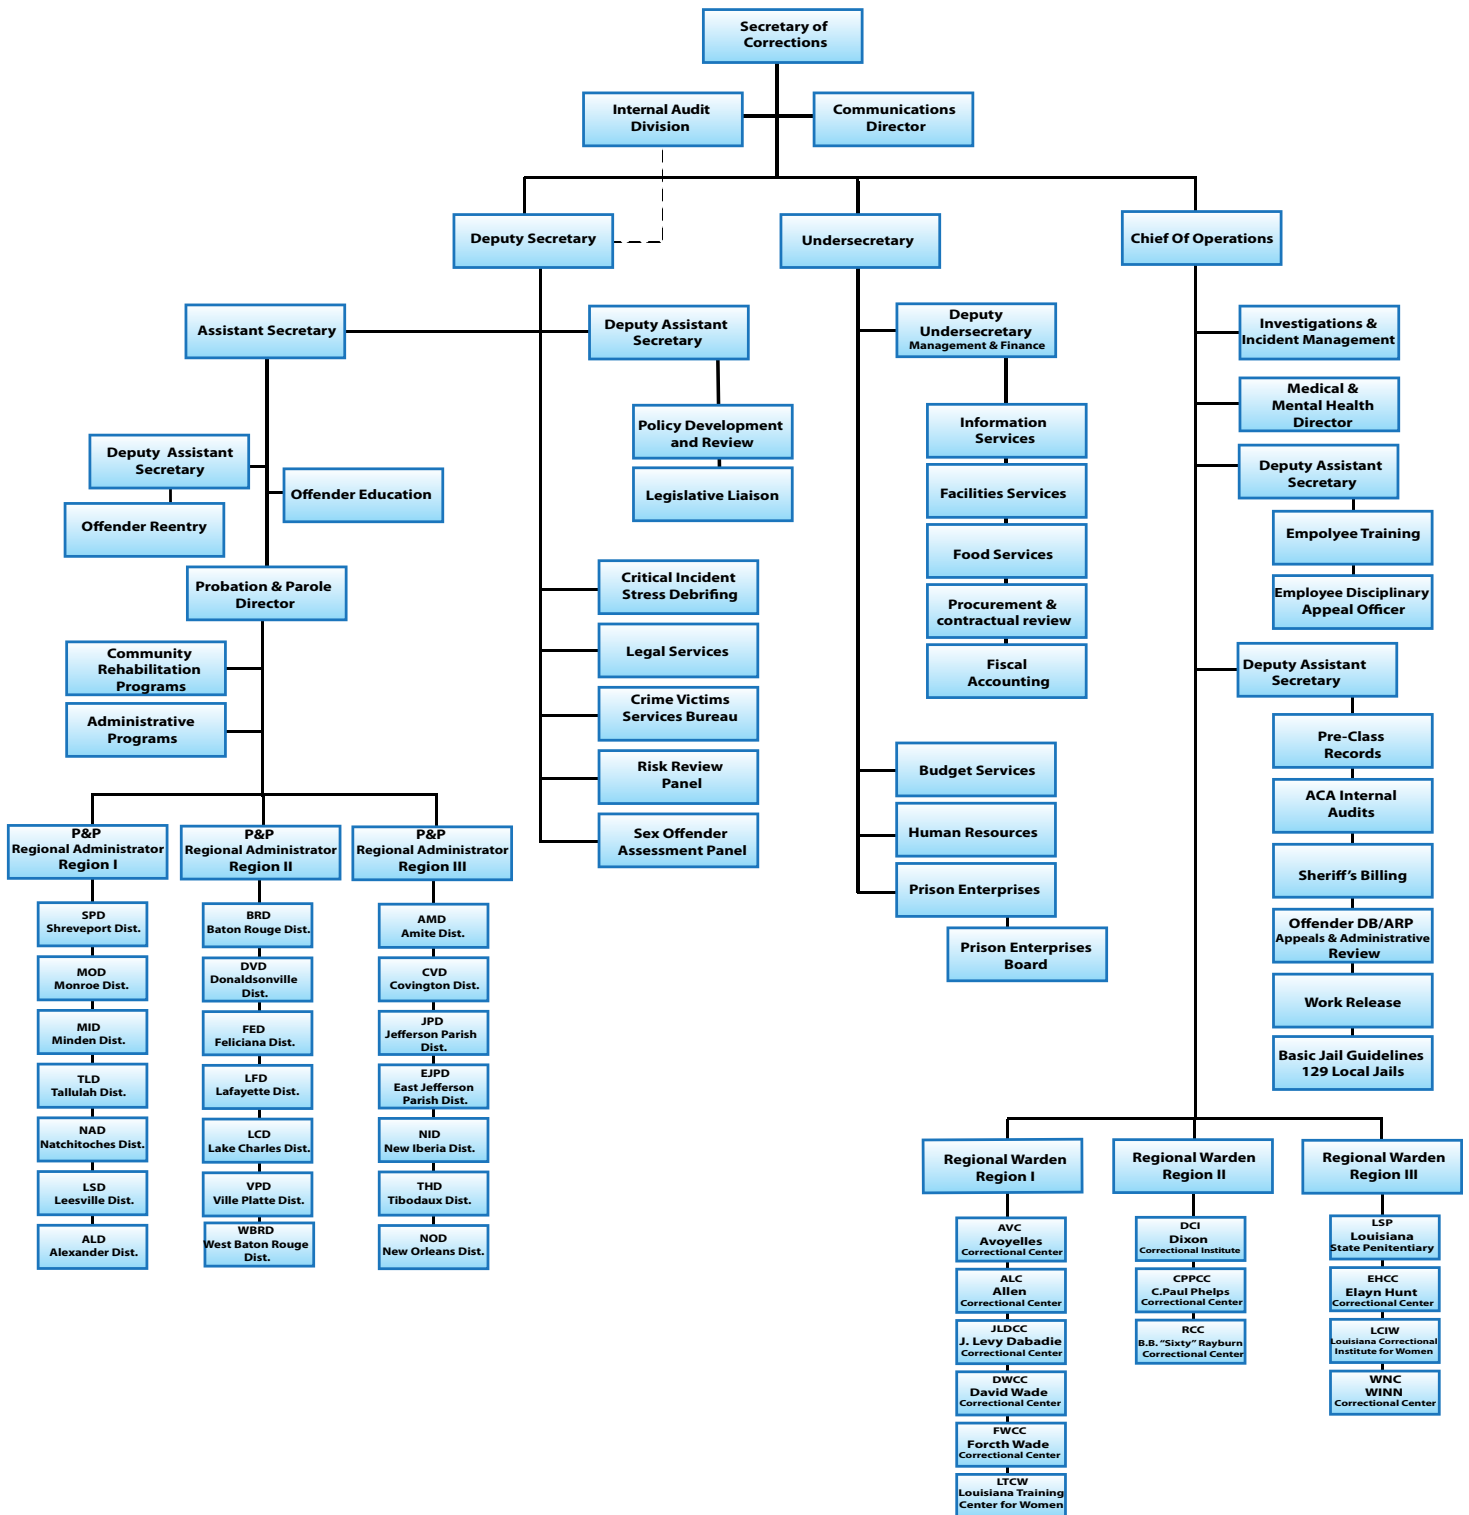 Secretary of
Corrections
Internal Audit
Division
Communications
Director
Deputy Secretary
Undersecretary
Chief Of Operations
Assistant Secretary
Deputy Assistant
Secretary
Policy Development
and Review
Legislative Liaison
Deputy  Assistant
Secretary
Offender Reentry
Offender Education
Probation & Parole
Director
Community
Rehabilitation
Programs
Administrative
Programs
Critical Incident
Stress Debrifing
Legal Services
Crime Victims
Services Bureau
Risk Review
Panel
Sex Offender
Assessment Panel
P&P
Regional Administrator
Region I
SPD
Shreveport Dist.
MOD
Monroe Dist.
MID
Minden Dist.
TLD
Tallulah Dist.
NAD
Natchitoches Dist.
LSD
Leesville Dist.
ALD
Alexander Dist.
P&P
Regional Administrator
Region II
BRD
Baton Rouge Dist.
DVD
Donaldsonville
Dist.
FED
Feliciana Dist.
LFD
Lafayette Dist.
LCD
Lake Charles Dist.
VPD
Ville Platte Dist.
WBRD
West Baton Rouge
Dist.
P&P
Regional Administrator
Region III
AMD
Amite Dist.
CVD
Covington Dist.
JPD
Jefferson Parish
Dist.
EJPD
East Jefferson
Parish Dist.
NID
New Iberia Dist.
THD
Tibodaux Dist.
NOD
New Orleans Dist.
Deputy
Undersecretary
Management & Finance
Information
Services
Facilities Services
Food Services
Procurement &
contractual review
Fiscal
Accounting
Budget Services
Human Resources
Prison Enterprises
Prison Enterprises
Board
Investigations &
Incident Management
Medical &
Mental Health
Director
Deputy Assistant
Secretary
Empolyee Training
Employee Disciplinary
Appeal Officer
Deputy Assistant
Secretary
Pre-Class
Records
ACA Internal
Audits
Sheriff’s Billing
Offender DB/ARP
Appeals & Administrative
Review
Work Release
Basic Jail Guidelines
129 Local Jails
Regional Warden
Region I
AVC
Avoyelles
Correctional Center
ALC
Allen
Correctional Center
JLDCC
J. Levy Dabadie
Correctional Center
DWCC
David Wade
Correctional Center
FWCC
Forcth Wade
Correctional Center
LTCW
Louisiana Training
Center for Women
Regional Warden
Region II
DCI
Dixon
Correctional Institute
CPPCC
C.Paul Phelps
Correctional Center
RCC
B.B. “Sixty” Rayburn
Correctional Center
Regional Warden
Region III
LSP
Louisiana
State Penitentiary
EHCC
Elayn Hunt
Correctional Center
LCIW
Louisiana Correctional
Institute for Women
WNC
WINN
Correctional Center